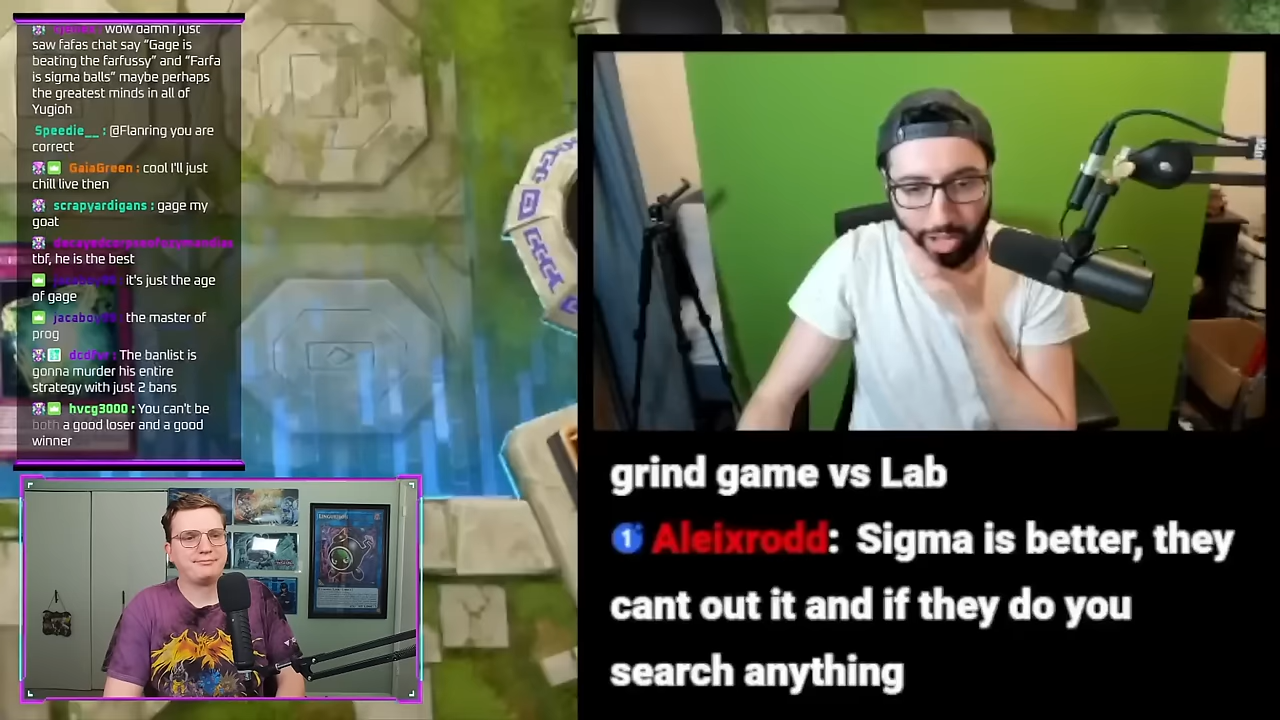 wow damn I just
saw fafas chat say “Gage is
beating the farfussy” and “Farfa
is sigma balls” maybe perhaps
the greatest minds in all of
Yugioh
Speedie__ : @Flanring you are
correct
GaiaGreen : cool I'll just
chill live then
scrapyardigans : gage my
goat
decayedcorpseofozymandias
tbf, he is the best
it's just the age
of gage
the master of
prog
The banlist is
gonna murder his entire
strategy with just 2 bans
hvcg3000 : You can't be
both a good loser and a good
winner
grind game vs Lab
Aleixrodd: Sigma is better, they
cant out it and if they do you
search anything